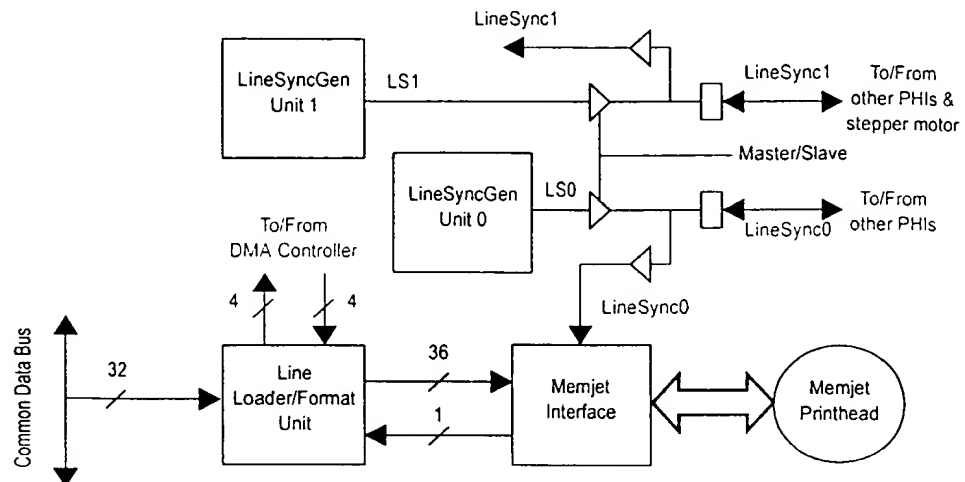 LineSync1
LineSyncGen
Unit 1
LS1
LineSync1
To/From
other PHIs &
stepper motor
Master/Slave
LineSyncGen
Unit 0
LS0
LineSync0
To/From
other PHIs
To/From
DMA Controller
4
4
LineSync0
Common Data Bus
32
Line
Loader/Format
Unit
36
1
Memjet
Interface
Memjet
Printhead